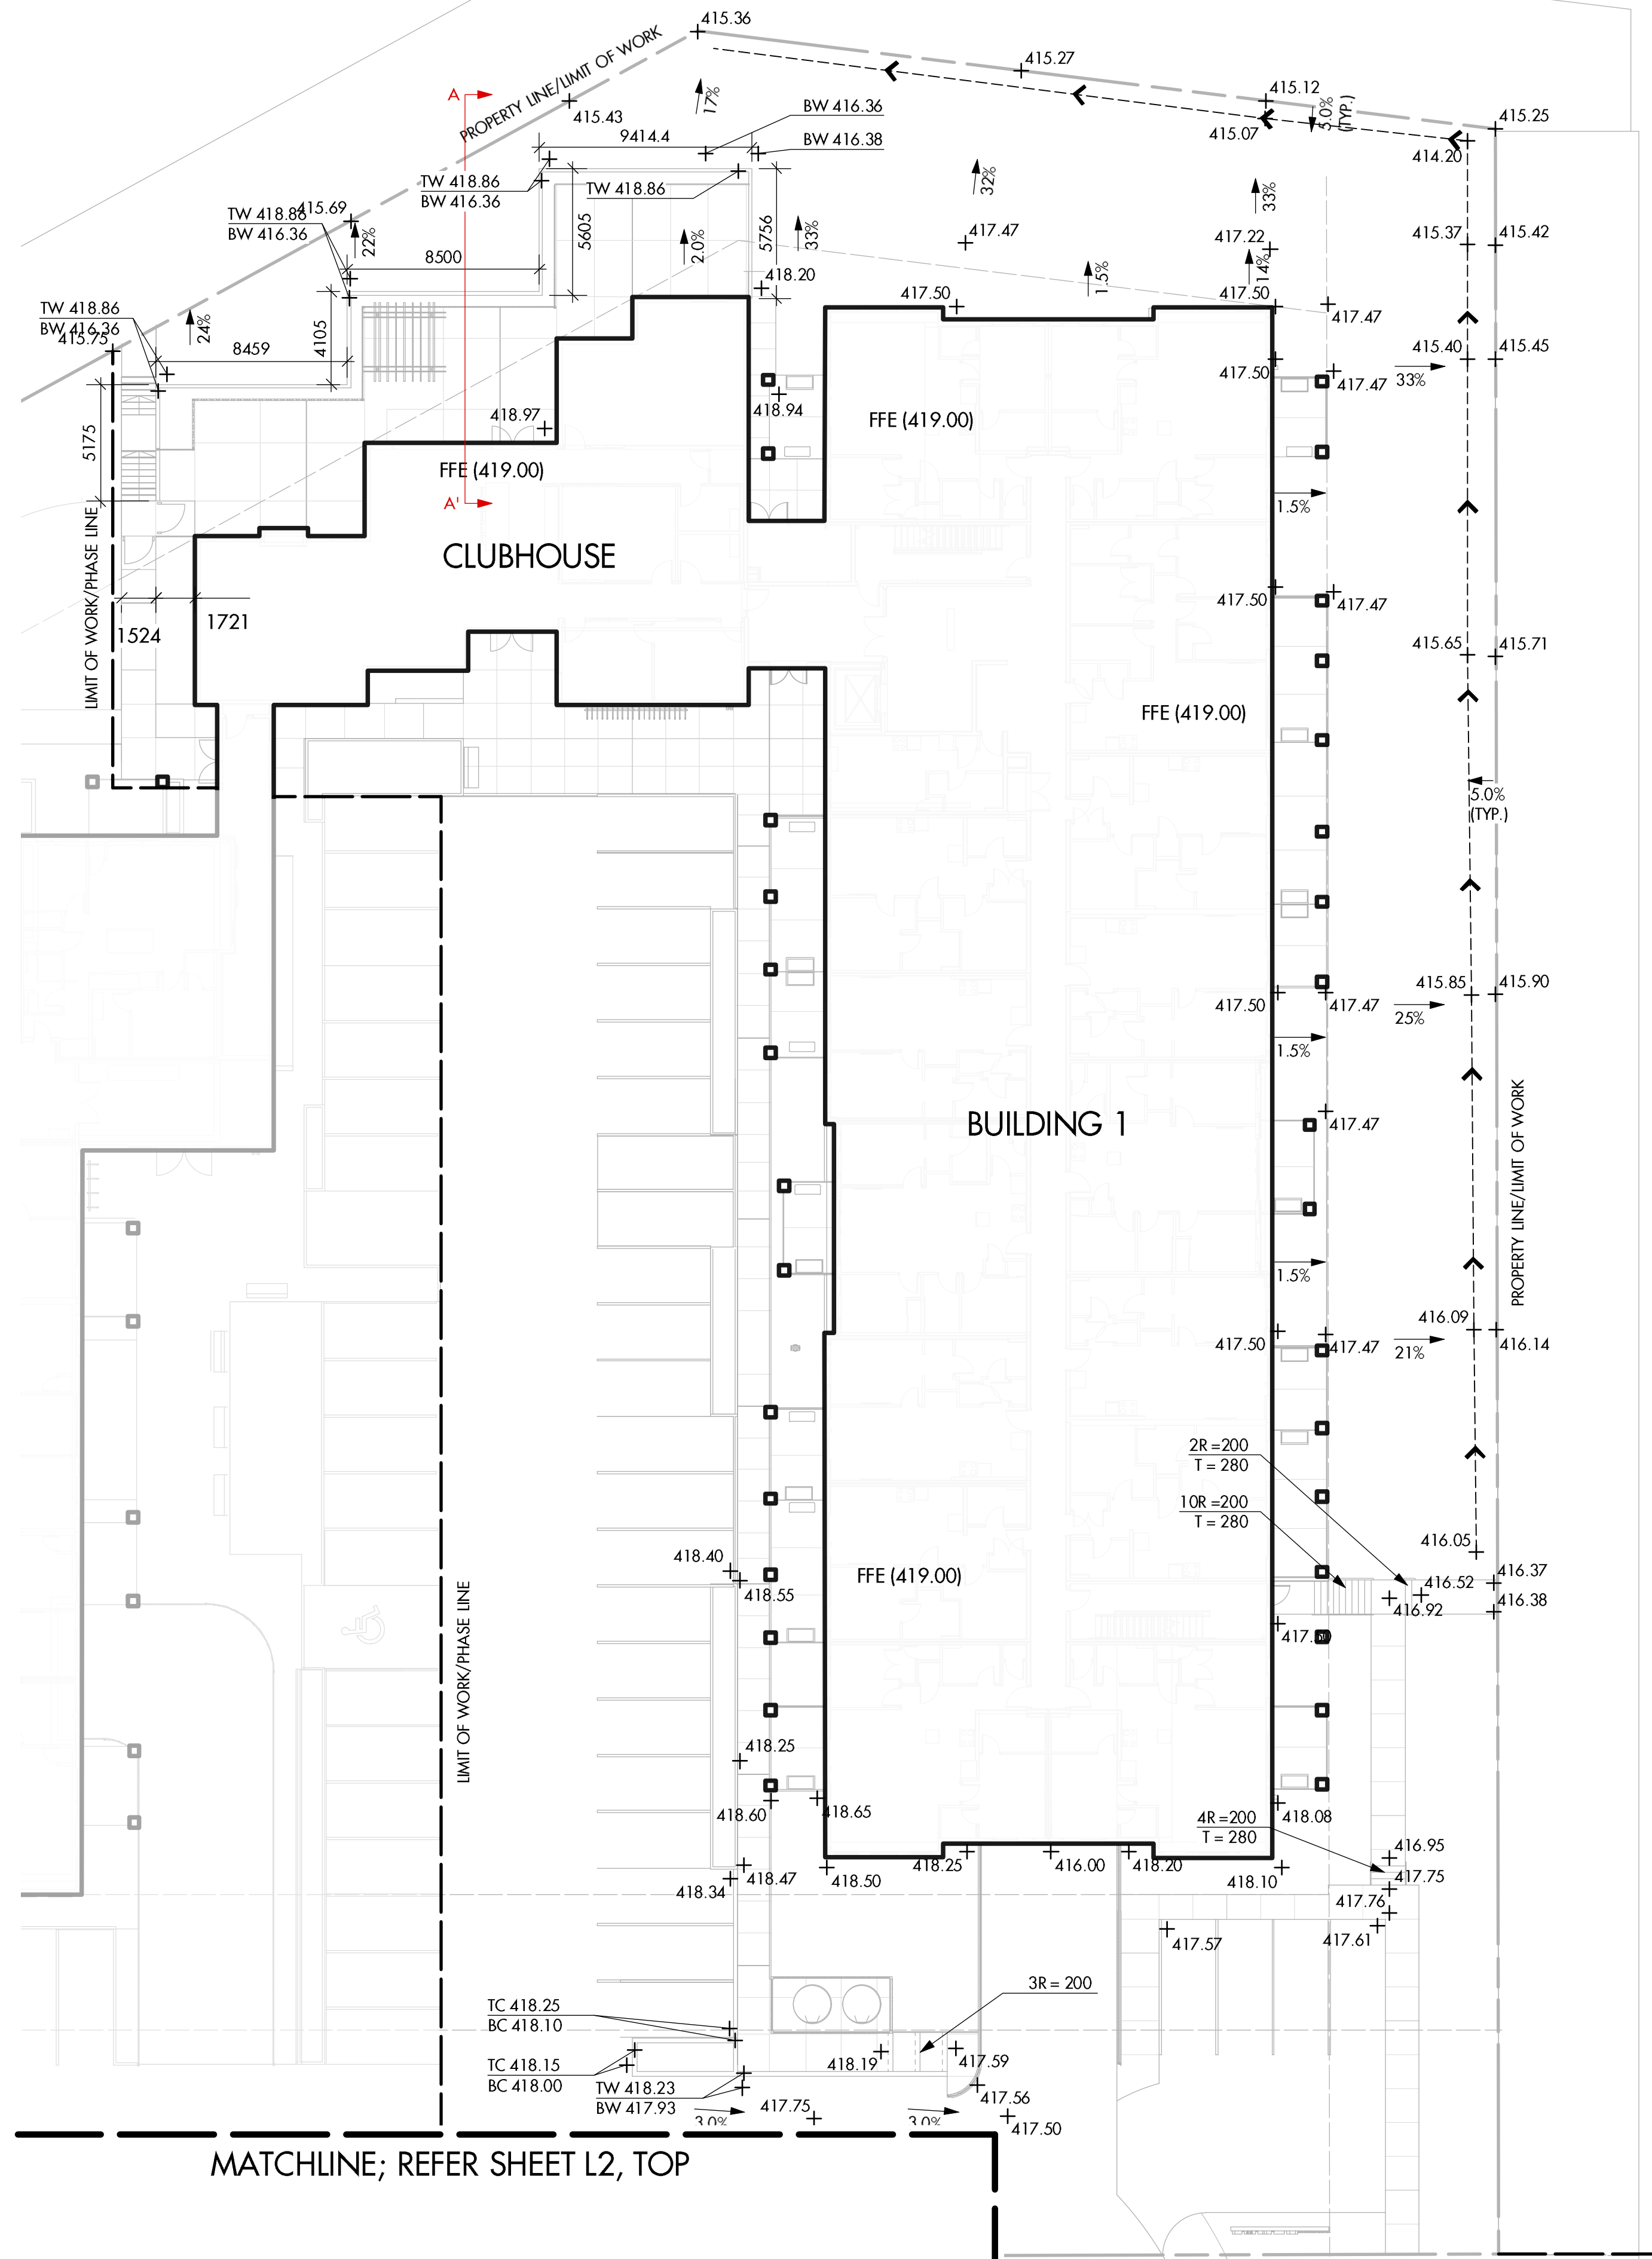 415.36
415.27
415.12
415.25
A
PROPERTY LINE/LIMIT OF WORK
17%
BW 416.36
415.43
5.0%
(TYP.)
415.07
414.20
9414.4
BW 416.38
TW 418.86
BW 416.36
TW 418.86
32%
33%
TW 418.86
BW 416.36
415.69
22%
5605
2.0%
5756
33%
417.47
417.22
415.37
415.42
8500
418.20
1.5%
14%
TW 418.86
BW 416.36
415.75
24%
417.50
417.50
417.47
8459
4105
415.40
415.45
417.50
417.47
33%
418.97
418.94
FFE (419.00)
5175
FFE (419.00)
A'
1.5%
CLUBHOUSE
LIMIT OF WORK/PHASE LINE
417.50
417.47
1524
1721
415.65
415.71
FFE (419.00)
5.0%
(TYP.)
415.85
415.90
417.50
417.47
25%
1.5%
BUILDING 1
417.47
PROPERTY LINE/LIMIT OF WORK
1.5%
416.09
416.14
417.50
417.47
21%
2R =200
T = 280
10R =200
T = 280
416.05
418.40
418.55
FFE (419.00)
416.37
416.52
416.92
416.38
LIMIT OF WORK/PHASE LINE
418.25
418.60
418.65
418.08
4R =200
T = 280
416.95
418.25
416.00
418.20
417.75
418.47
418.50
418.10
418.34
417.76
417.57
417.61
3R = 200
TC 418.25
BC 418.10
418.19
417.59
TC 418.15
BC 418.00
TW 418.23
BW 417.93
417.56
3.0%
417.75
3.0%
417.50
MATCHLINE; REFER SHEET L2, TOP